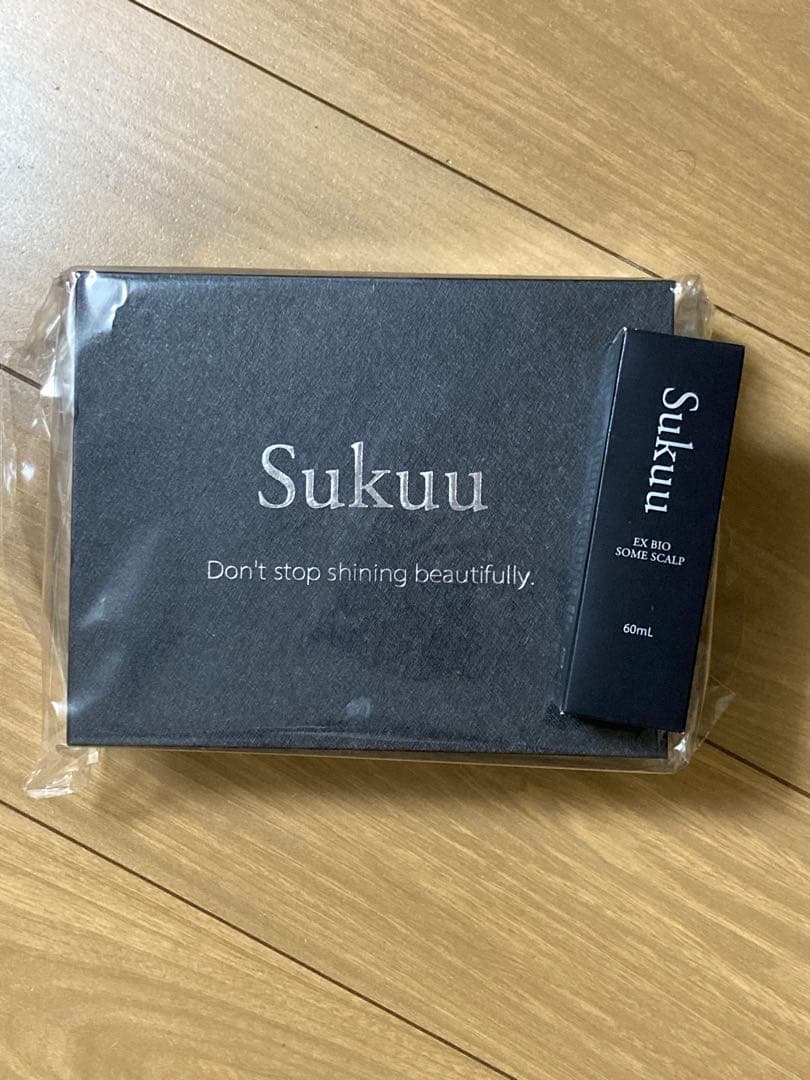 Sukuu
Don't stop shining beautifully.
Sukuu
EX BIO
SOME SCALP
60mL